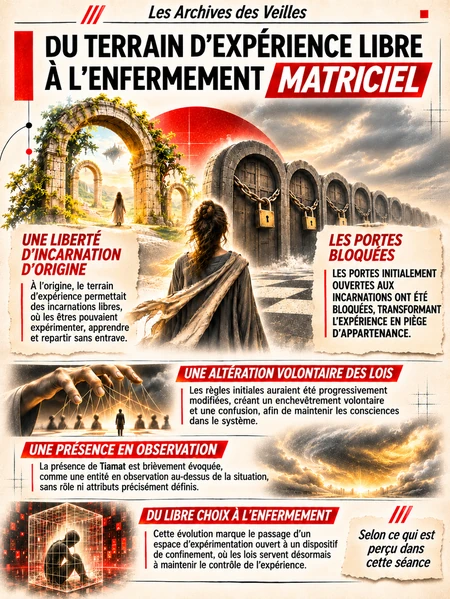 Les Archives des Veilles
DU TERRAIN D'EXPÉRIENCE LIBRE
À L'ENFERMEMENT MATRICIEL
UNE LIBERTÉ
D'INCARNATION
D'ORIGINE
À l'origine, le terrain
d'expérience permettait
des incarnations libres,
où les êtres pouvaient
expérimenter, apprendre
et repartir sans entrave.
LES PORTES
BLOQUÉES
LES PORTES INITIALEMENT
OUVERTES AUX
INCARNATIONS ONT ÉTÉ
BLOQUÉES, TRANSFORMANT
L'EXPÉRIENCE EN PIÈGE
D'APPARTENANCE.
UNE ALTÉRATION VOLONTAIRE DES LOIS
Les règles initiales auraient été progressivement
modifiées, créant un enchevêtrement volontaire
et une confusion, afin de maintenir les consciences
dans le système.
UNE PRÉSENCE EN OBSERVATION
La présence de Tiamat est brièvement évoquée,
comme une entité en observation au-dessus de la situation,
sans rôle ni attributs précisément définis.
DU LIBRE CHOIX À L'ENFERMEMENT
Cette évolution marque le passage d'un
espace d'expérimentation ouvert à un dispositif
de confinement, où les lois servent désormais
à maintenir le contrôle de l'expérience.
Selon ce qui est
perçu dans
cette séance